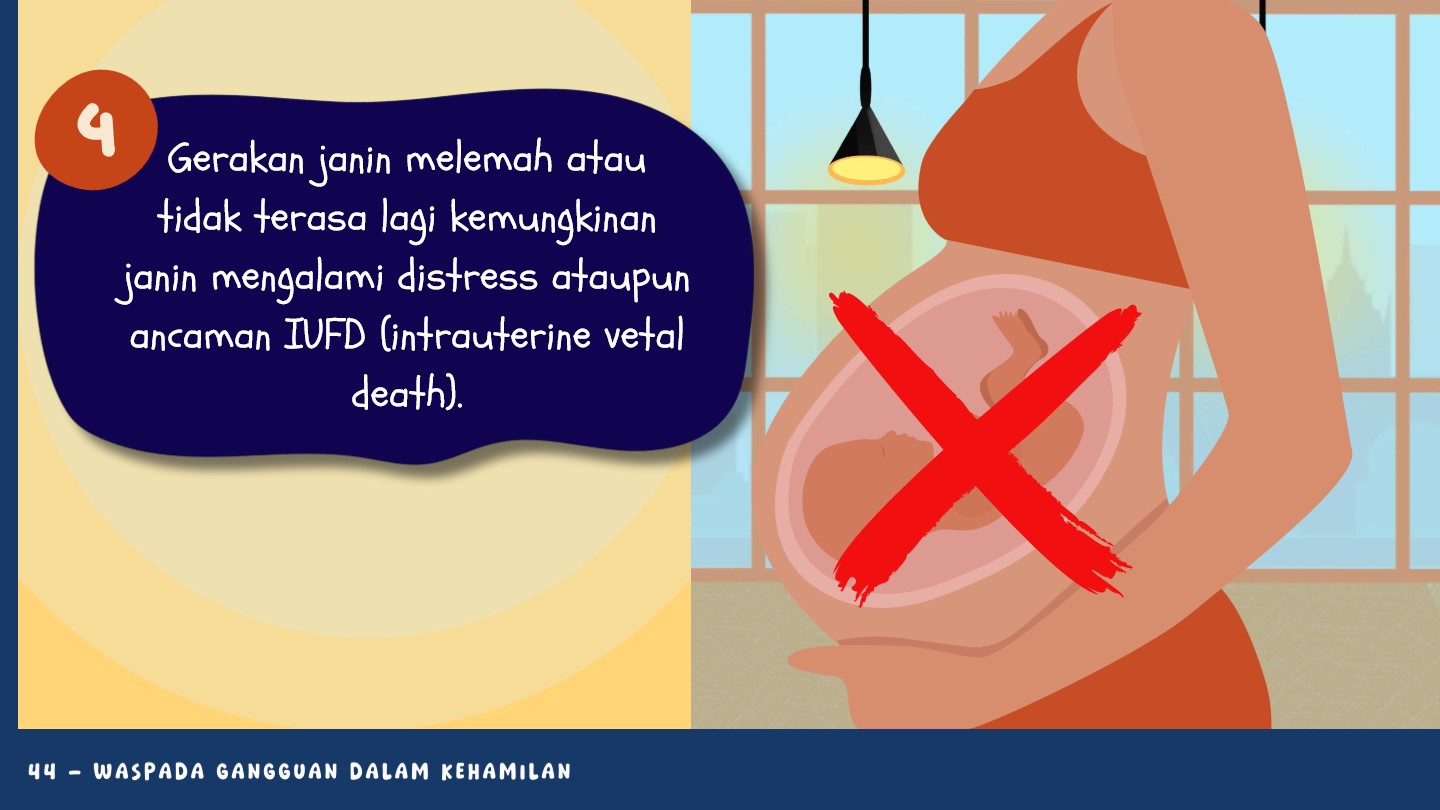 4
Gerakan janin melemah atau
tidak terasa lagi kemungkinan
janin mengalami distress ataupun
ancaman IUFD (intrauterine vetal
death).
44 - WASPADA GANGGUAN DALAM KEHAMILAN